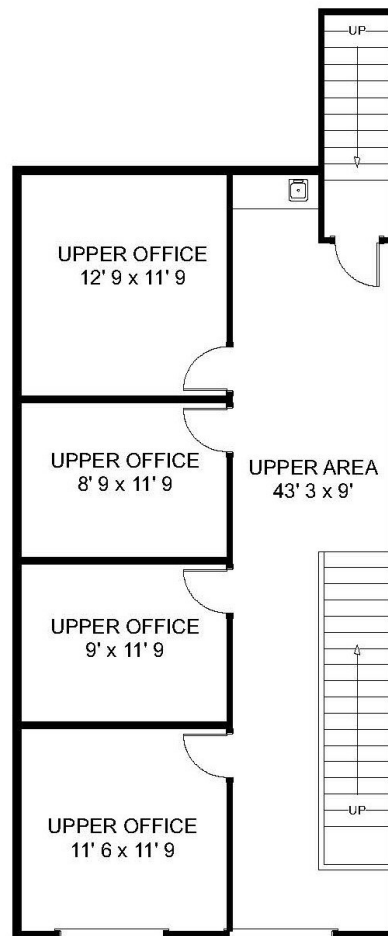 UP
UPPER OFFICE
12' 9 x 11' 9
UPPER OFFICE
8' 9 x 11' 9
UPPER AREA
43' 3 x 9'
UPPER OFFICE
9' x 11' 9
UP
UPPER OFFICE
11' 6 x 11' 9